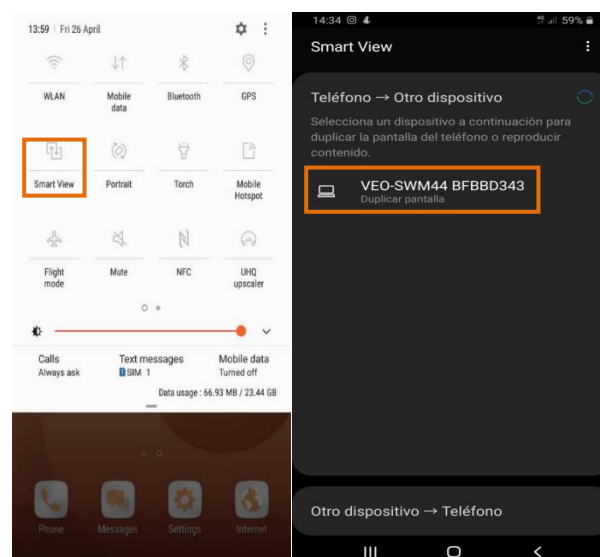 13:59 Fri 26 April
WLAN
Mobile data
Bluetooth
GPS
Smart View
Portrait
Torch
Mobile Hotspot
Flight mode
Mute
NFC
UHQ upscaler
Calls
Always ask
Text messages
SIM 1
Mobile data
Turned off
Data usage : 66.93 MB / 23.44 GB
Phone
Messages
Settings
Internet
14:34
59%
Smart View
Teléfono → Otro dispositivo
Selecciona un dispositivo a continuación para
duplicar la pantalla del teléfono o reproducir
contenido.
VEO-SWM44 BFBBD343
Duplicar pantalla
Otro dispositivo → Teléfono